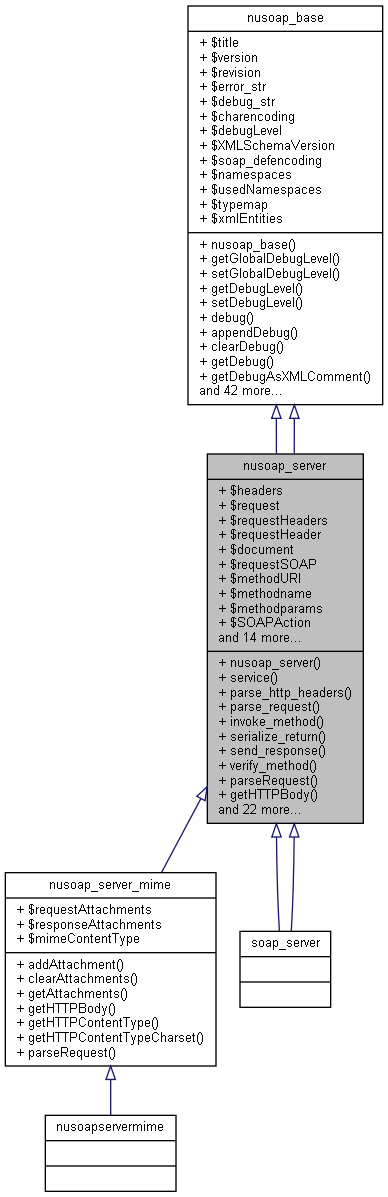 nusoap_base
+ $title
+ $version
+ $revision
+ $error_str
+ $debug_str
+ $charencoding
+ $debugLevel
+ $XMLSchemaVersion
+ $soap_defencoding
+ $namespaces
+ $usedNamespaces
+ $typemap
+ $xmlEntities
+ nusoap_base()
+ getGlobalDebugLevel()
+ setGlobalDebugLevel()
+ getDebugLevel()
+ setDebugLevel()
+ debug()
+ appendDebug()
+ clearDebug()
+ getDebug()
+ getDebugAsXMLComment()
and 42 more...
nusoap_server
+ $headers
+ $request
+ $requestHeaders
+ $requestHeader
+ $document
+ $requestSOAP
+ $methodURI
+ $methodname
+ $methodparams
+ $SOAPAction
and 14 more...
+ nusoap_server()
+ service()
+ parse_http_headers()
+ parse_request()
+ invoke_method()
+ serialize_return()
+ send_response()
+ verify_method()
+ parseRequest()
+ getHTTPBody()
and 22 more...
nusoap_server_mime
+ $requestAttachments
+ $responseAttachments
+ $mimeContentType
+ addAttachment()
+ clearAttachments()
+ getAttachments()
+ getHTTPBody()
+ getHTTPContentType()
+ getHTTPContentTypeCharset()
+ parseRequest()
soap_server
nusoapservermime